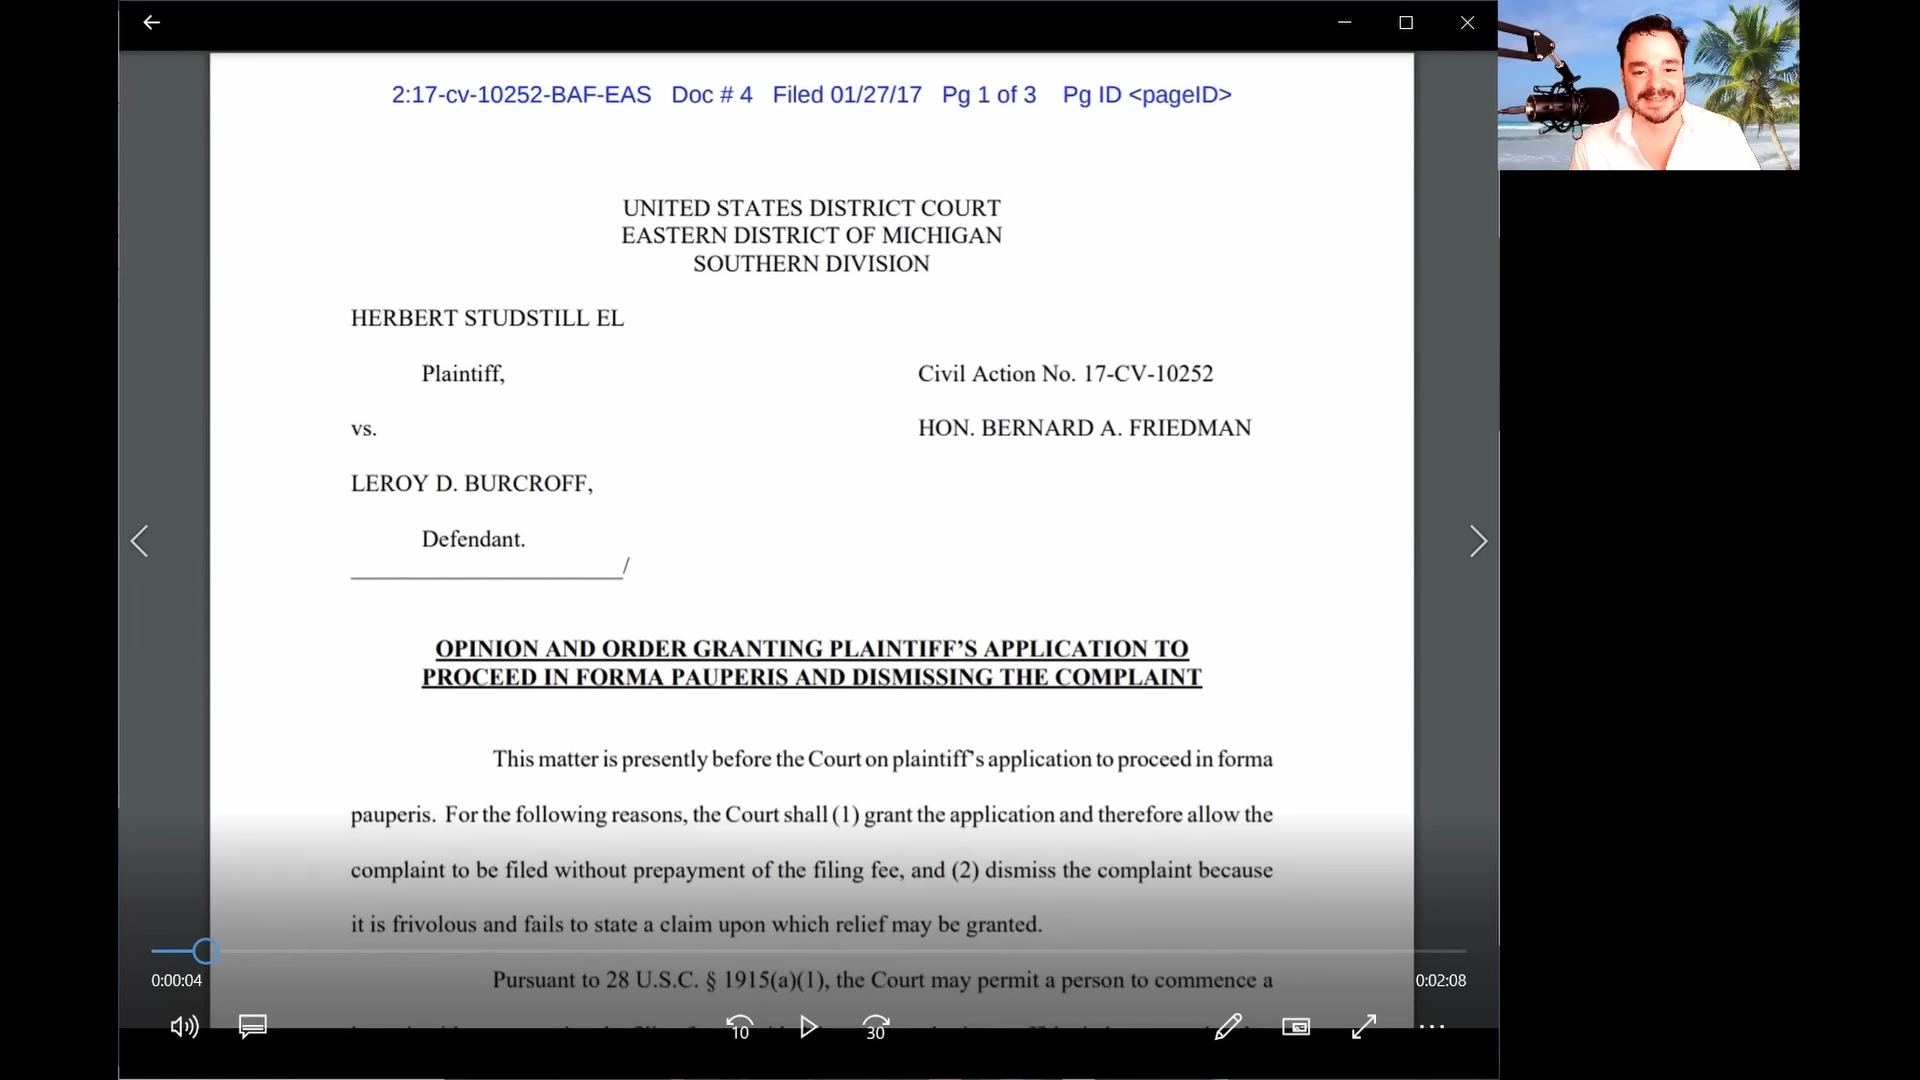 2:17-cv-10252-BAF-EAS Doc # 4 Filed 01/27/17 Pg 1 of 3 Pg ID <pageID>
UNITED STATES DISTRICT COURT
EASTERN DISTRICT OF MICHIGAN
SOUTHERN DIVISION
HERBERT STUDSTILL EL
Plaintiff,
Civil Action No. 17-CV-10252
vs.
HON. BERNARD A. FRIEDMAN
LEROY D. BURCROFF,
Defendant.
/
OPINION AND ORDER GRANTING PLAINTIFF'S APPLICATION TO
PROCEED IN FORMA PAUPERIS AND DISMISSING THE COMPLAINT
This matter is presently before the Court on plaintiff's application to proceed in forma
pauperis. For the following reasons, the Court shall (1) grant the application and therefore allow the
complaint to be filed without prepayment of the filing fee, and (2) dismiss the complaint because
it is frivolous and fails to state a claim upon which relief may be granted.
Pursuant to 28 U.S.C. § 1915(a)(1), the Court may permit a person to commence a
0:00:04
0:02:08
10
30